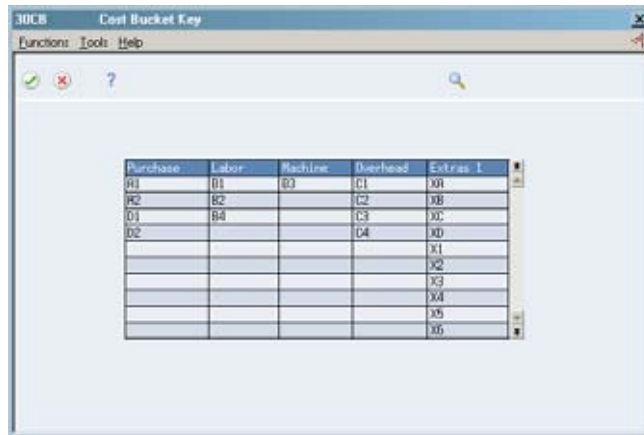 30CB Cost Bucket Key
Functions Tools Help
?
Purchase Labor Machine Overhead Extras 1
A1 B1 B3 C1 XA
A2 B2 C2 XB
D1 B4 C3 XC
D2 C4 XD
X1
X2
X3
X4
X5
X6